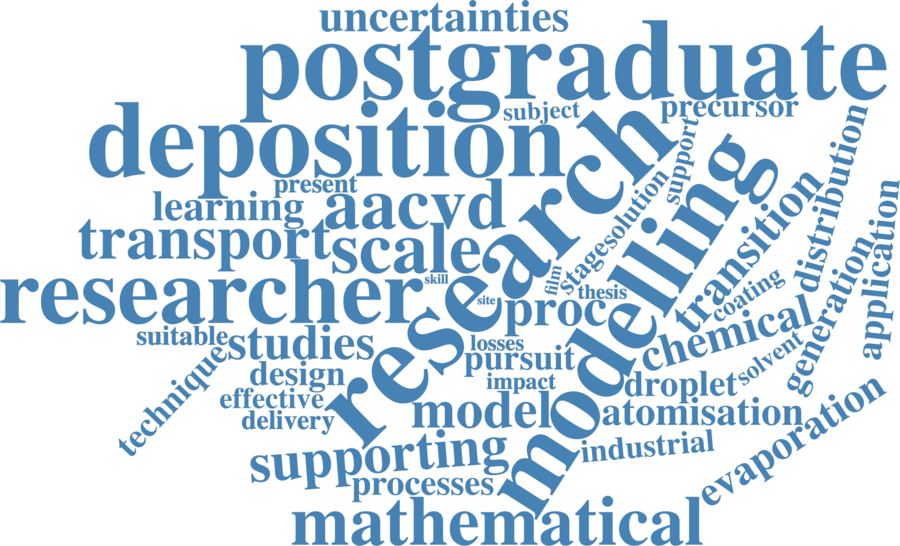 uncertainties
postgraduate
subject
precursor
deposition
research
support
distribution
present
learning
aacvd
solution
modelling
transition
application
transport
scale
stage
film
skill
researcher
site
proc
thesis
coating
generation
suitable
studies
losses
chemical
pursuit
solvent
technique
design
impact
droplet
effective
delivery
model
atomisation
supporting
industrial
evaporation
processes
mathematical